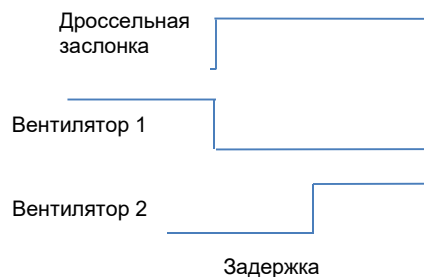 Дроссельная
заслонка
Вентилятор 1
Вентилятор 2
Задержка